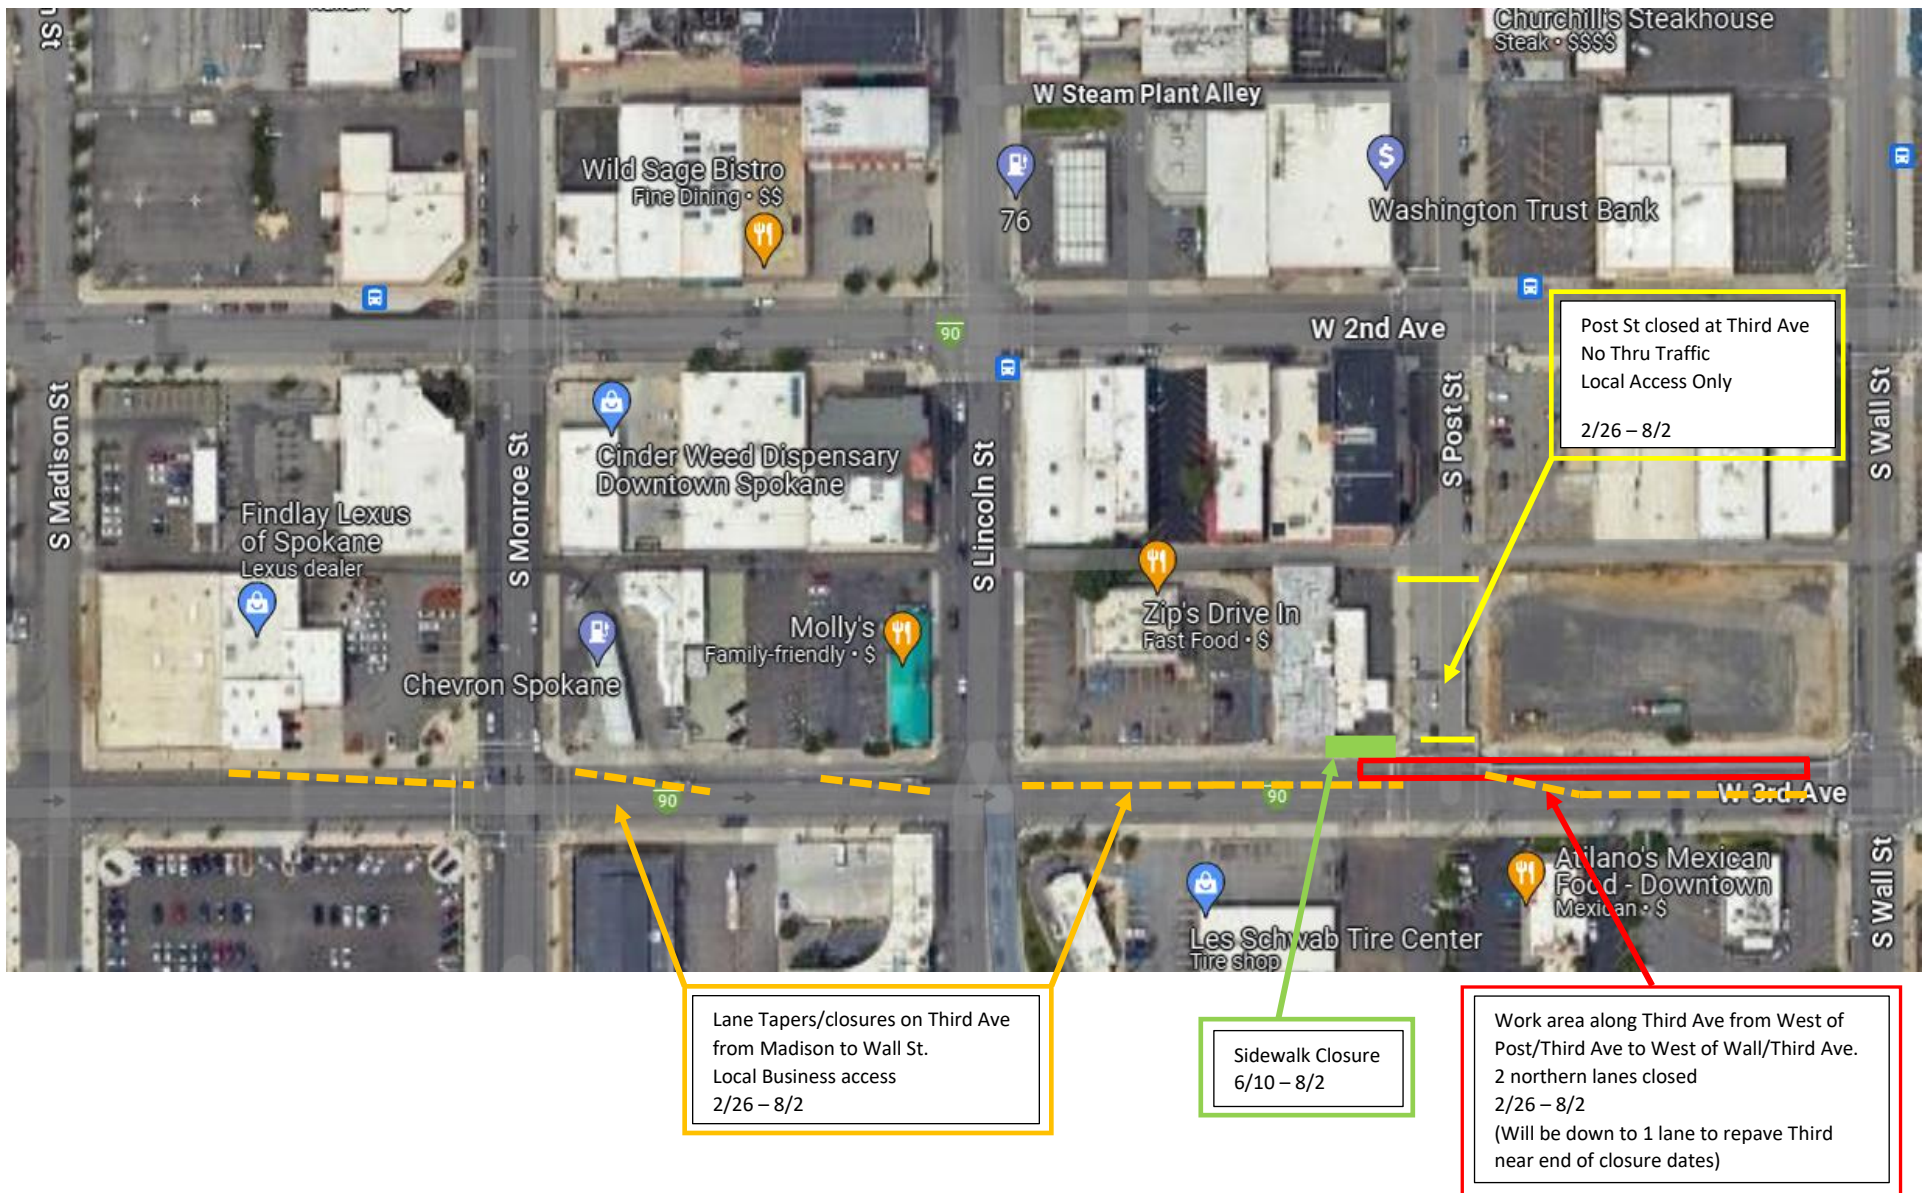 Churchill's Steakhouse
Steak • $$$$
W Steam Plant Alley
Wild Sage Bistro
Fine Dining • $$
76
$
Washington Trust Bank
90
W 2nd Ave
Post St closed at Third Ave
No Thru Traffic
Local Access Only
2/26 – 8/2
S Madison St
S Monroe St
S Lincoln St
S Post St
S Wall St
Cinder Weed Dispensary
Downtown Spokane
Findlay Lexus
of Spokane
Lexus dealer
Chevron Spokane
Molly's
Family-friendly • $
Zip's Drive In
Fast Food • $
90
90
W 3rd Ave
Les Schwab Tire Center
Tire shop
Atilano's Mexican
Food - Downtown
Mexican • $
S Wall St
Lane Tapers/closures on Third Ave
from Madison to Wall St.
Local Business access
2/26 – 8/2
Sidewalk Closure
6/10 – 8/2
Work area along Third Ave from West of
Post/Third Ave to West of Wall/Third Ave.
2 northern lanes closed
2/26 – 8/2
(Will be down to 1 lane to repave Third
near end of closure dates)